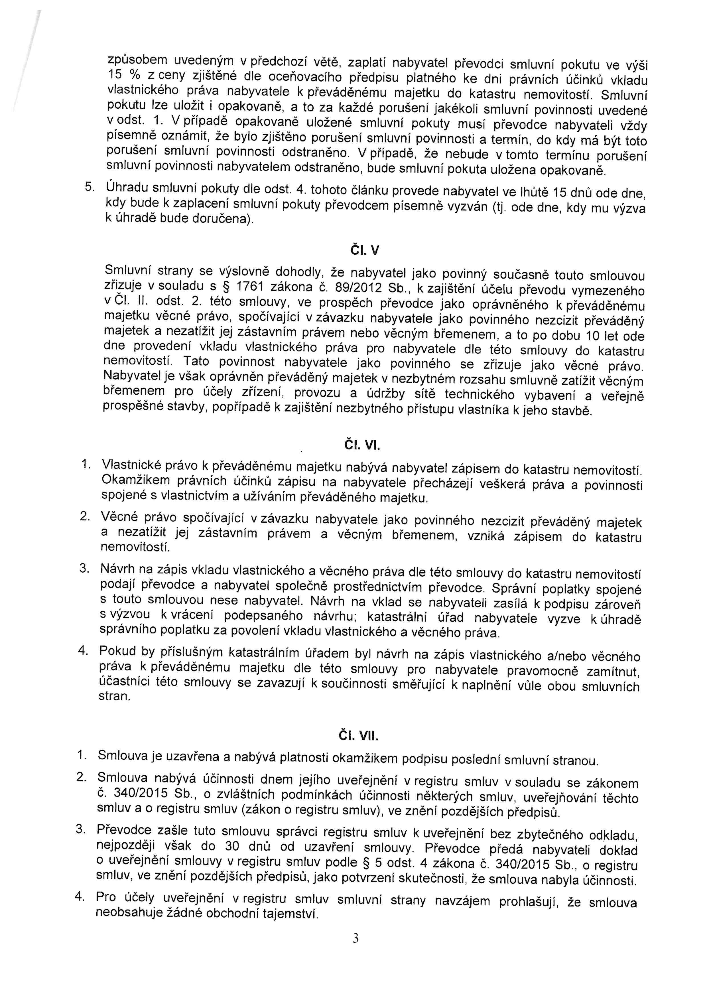 způsobem uvedeným v předchozí větě, zaplatí nabyvatel převodci smluvní pokutu ve výši
15 % z ceny zjištěné dle oceňovacího předpisu platného ke dni právních účinků vkladu
vlastnického práva nabyvatele k převáděnému majetku do katastru nemovitostí. Smluvní
pokutu lze uložit i opakovaně, a to za každé porušení jakékoli smluvní povinnosti uvedené
v odst. 1. V případě opakovaně uložené smluvní pokuty musí převodce nabyvateli vždy
písemně oznámit, že bylo zjištěno porušení smluvní povinnosti a termín, do kdy má být toto
porušení smluvní povinnosti odstraněno. V případě, že nebude v tomto termínu porušení
smluvní povinnosti nabyvatelem odstraněno, bude smluvní pokuta uložena opakovaně.
5. Úhradu smluvní pokuty dle odst. 4. tohoto článku provede nabyvatel ve lhůtě 15 dnů ode dne,
kdy bude k zaplacení smluvní pokuty převodcem písemně vyzván (tj. ode dne, kdy mu výzva
k úhradě bude doručena).
Čl. V
Smluvní strany se výslovně dohodly, že nabyvatel jako povinný současně touto smlouvou
zřizuje v souladu s § 1761 zákona č. 89/2012 Sb., k zajištění účelu převodu vymezeného
v Čl. II. odst. 2. této smlouvy, ve prospěch převodce jako oprávněného k převáděnému
majetku věcné právo, spočívající v závazku nabyvatele jako povinného nezcizit převáděný
majetek a nezatížit jej zástavním právem nebo věcným břemenem, a to po dobu 10 let ode
dne provedení vkladu vlastnického práva pro nabyvatele dle této smlouvy do katastru
nemovitostí. Tato povinnost nabyvatele jako povinného se zřizuje jako věcné právo.
Nabyvatel je však oprávněn převáděný majetek v nezbytném rozsahu smluvně zatížit věcným
břemenem pro účely zřízení, provozu a údržby sítě technického vybavení a veřejně
prospěšné stavby, popřípadě k zajištění nezbytného přístupu vlastníka k jeho stavbě.
Čl. VI.
1. Vlastnické právo k převáděnému majetku nabývá nabyvatel zápisem do katastru nemovitostí.
Okamžikem právních účinků zápisu na nabyvatele přecházejí veškerá práva a povinnosti
spojené s vlastnictvím a užíváním převáděného majetku.
2. Věcné právo spočívající v závazku nabyvatele jako povinného nezcizit převáděný majetek
a nezatížit jej zástavním právem a věcným břemenem, vzniká zápisem do katastru
nemovitostí.
3. Návrh na zápis vkladu vlastnického a věcného práva dle této smlouvy do katastru nemovitostí
podají převodce a nabyvatel společně prostřednictvím převodce. Správní poplatky spojené
s touto smlouvou nese nabyvatel. Návrh na vklad se nabyvateli zasílá k podpisu zároveň
s výzvou k vrácení podepsaného návrhu; katastrální úřad nabyvatele vyzve k úhradě
správního poplatku za povolení vkladu vlastnického a věcného práva.
4. Pokud by příslušným katastrálním úřadem byl návrh na zápis vlastnického a/nebo věcného
práva k převáděnému majetku dle této smlouvy pro nabyvatele pravomocně zamítnut,
účastníci této smlouvy se zavazují k součinnosti směřující k naplnění vůle obou smluvních
stran.
Čl. VII.
1. Smlouva je uzavřena a nabývá platnosti okamžikem podpisu poslední smluvní stranou.
2. Smlouva nabývá účinnosti dnem jejího uveřejnění v registru smluv v souladu se zákonem
č. 340/2015 Sb., o zvláštních podmínkách účinnosti některých smluv, uveřejňování těchto
smluv a o registru smluv (zákon o registru smluv), ve znění pozdějších předpisů.
3. Převodce zašle tuto smlouvu správci registru smluv k uveřejnění bez zbytečného odkladu,
nejpozději však do 30 dnů od uzavření smlouvy. Převodce předá nabyvateli doklad
o uveřejnění smlouvy v registru smluv podle § 5 odst. 4 zákona č. 340/2015 Sb., o registru
smluv, ve znění pozdějších předpisů, jako potvrzení skutečnosti, že smlouva nabyla účinnosti.
4. Pro účely uveřejnění v registru smluv smluvní strany navzájem prohlašují, že smlouva
neobsahuje žádné obchodní tajemství.
3